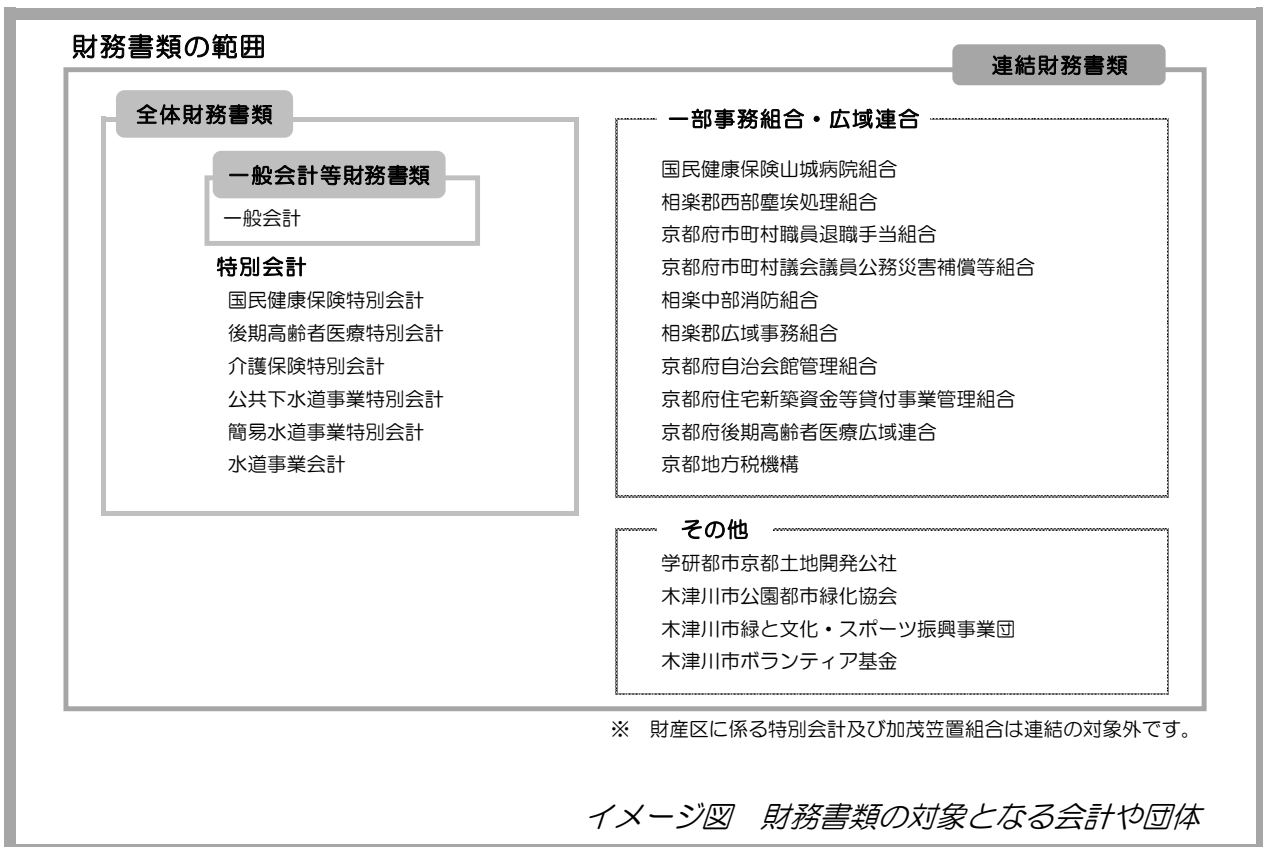 財務書類の範囲
連結財務書類
全体財務書類
一般会計等財務書類
一般会計
特別会計
国民健康保険特別会計
後期高齢者医療特別会計
介護保険特別会計
公共下水道事業特別会計
簡易水道事業特別会計
水道事業会計
一部事務組合・広域連合
国民健康保険山城病院組合
相楽郡西部塵埃処理組合
京都府市町村職員退職手当組合
京都府市町村議会議員公務災害補償等組合
相楽中部消防組合
相楽郡広域事務組合
京都府自治会館管理組合
京都府住宅新築資金等貸付事業管理組合
京都府後期高齢者医療広域連合
京都地方税機構
その他
学研都市京都土地開発公社
木津川市公園都市緑化協会
木津川市緑と文化・スポーツ振興事業団
木津川市ボランティア基金
※ 財産区に係る特別会計及び加茂笠置組合は連結の対象外です。
イメージ図 財務書類の対象となる会計や団体